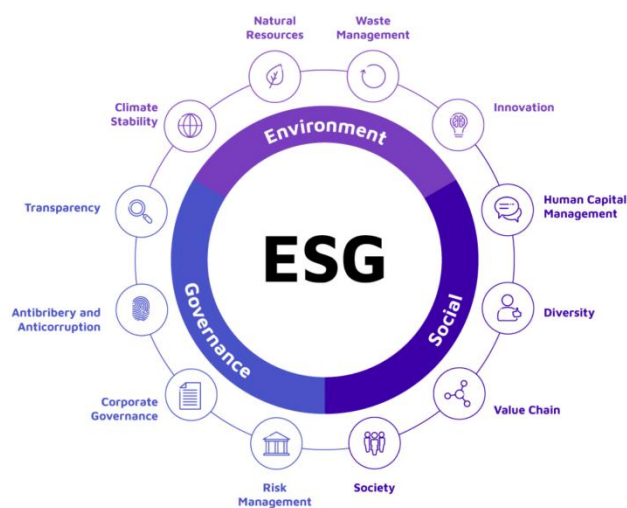 Natural
Resources
Waste
Management
Climate
Stability
Innovation
Environment
Transparency
Human Capital
Management
ESG
Antibribery and
Anticorruption
Diversity
Governance
Social
Corporate
Governance
Value Chain
Risk
Management
Society